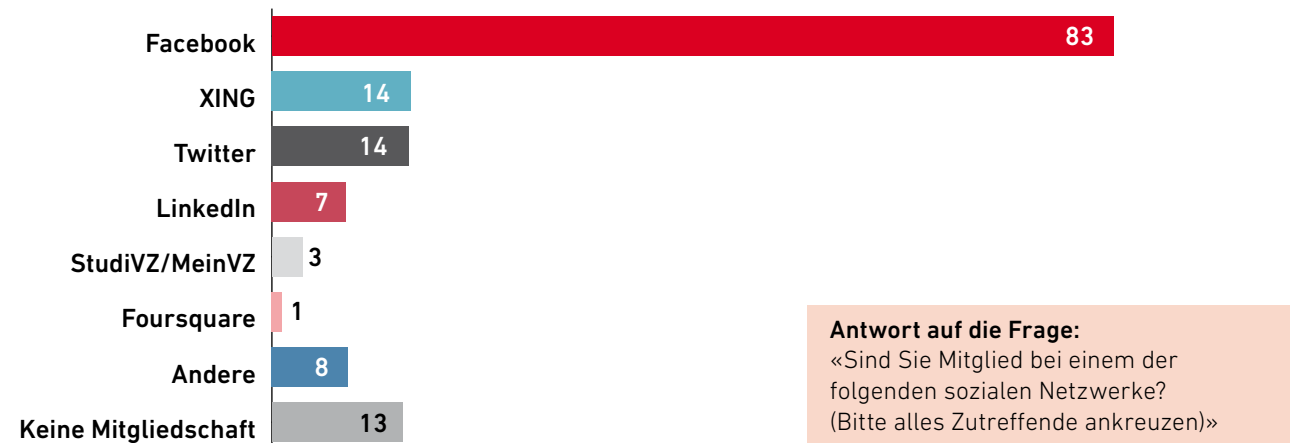 Facebook 83
XING 14
Twitter 14
LinkedIn 7
StudiVZ/MeinVZ 3
Foursquare 1
Andere 8
Keine Mitgliedschaft 13
Antwort auf die Frage:
«Sind Sie Mitglied bei einem der
folgenden sozialen Netzwerke?
(Bitte alles Zutreffende ankreuzen)»